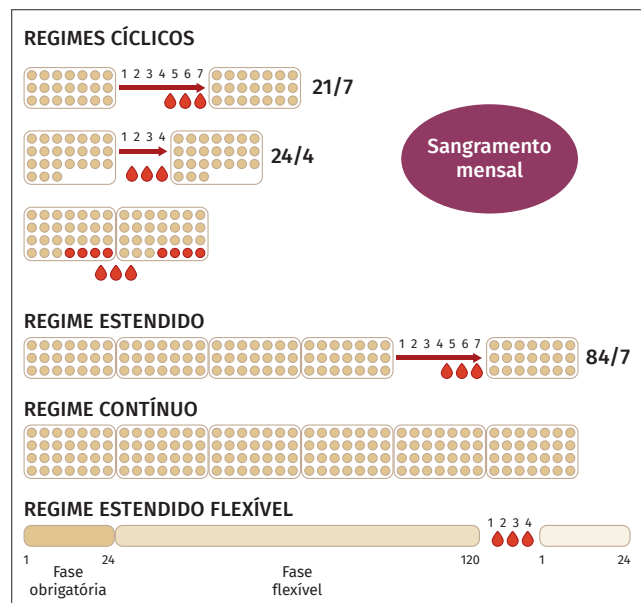 REGIMES CÍCLICOS
1 2 3 4 5 6 7
21/7
1 2 3 4
24/4
Sangramento
mensal
REGIME ESTENDIDO
1 2 3 4 5 6 7
84/7
REGIME CONTÍNUO
REGIME ESTENDIDO FLEXÍVEL
1 2 3 4
1 24 120 1 24
Fase
obrigatória
Fase
flexível